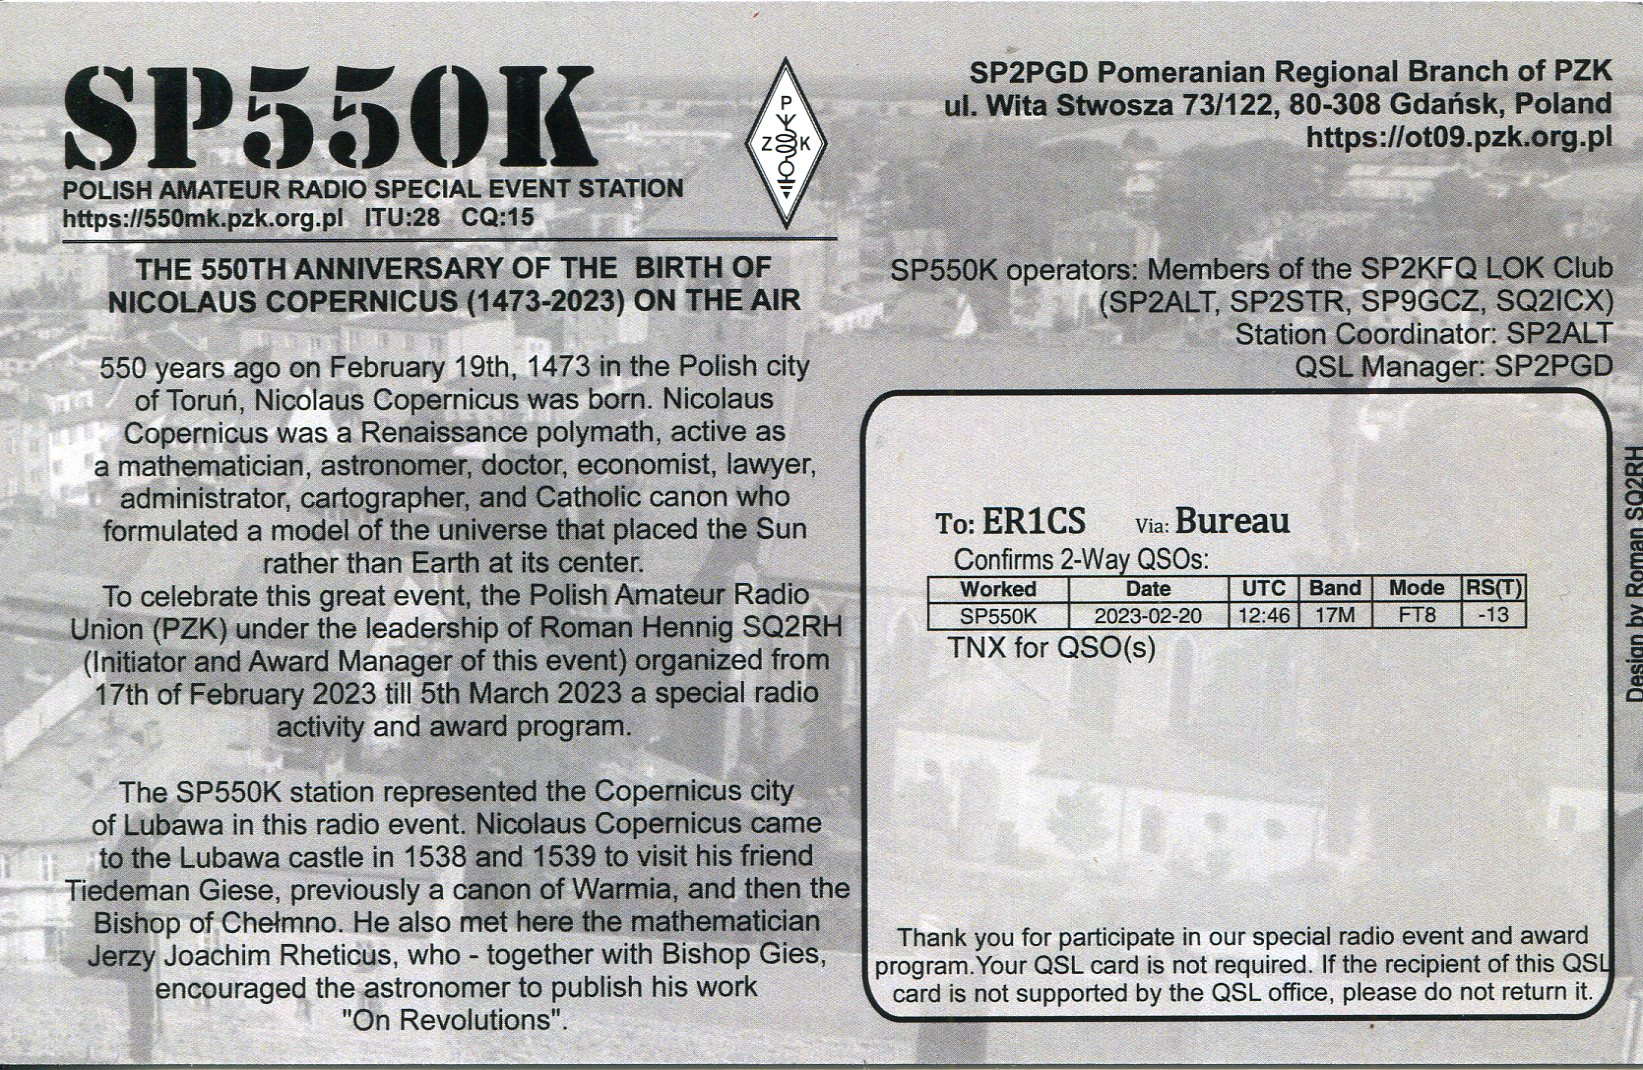 SP550K
POLISH AMATEUR RADIO SPECIAL EVENT STATION
https://550mk.pzk.org.pl ITU:28 CQ:15
P
Z K
THE 550TH ANNIVERSARY OF THE BIRTH OF
NICOLAUS COPERNICUS (1473-2023) ON THE AIR
550 years ago on February 19th, 1473 in the Polish city
of Toruń, Nicolaus Copernicus was born. Nicolaus
Copernicus was a Renaissance polymath, active as
a mathematician, astronomer, doctor, economist, lawyer,
administrator, cartographer, and Catholic canon who
formulated a model of the universe that placed the Sun
rather than Earth at its center.
To celebrate this great event, the Polish Amateur Radio
Union (PZK) under the leadership of Roman Hennig SQ2RH
(Initiator and Award Manager of this event) organized from
17th of February 2023 till 5th March 2023 a special radio
activity and award program.
The SP550K station represented the Copernicus city
of Lubawa in this radio event. Nicolaus Copernicus came
to the Lubawa castle in 1538 and 1539 to visit his friend
Tiedeman Giese, previously a canon of Warmia, and then the
Bishop of Chełmno. He also met here the mathematician
Jerzy Joachim Rheticus, who - together with Bishop Gies,
encouraged the astronomer to publish his work
"On Revolutions".
SP2PGD Pomeranian Regional Branch of PZK
ul. Wita Stwosza 73/122, 80-308 Gdańsk, Poland
https://ot09.pzk.org.pl
SP550K operators: Members of the SP2KFQ LOK Club
(SP2ALT, SP2STR, SP9GCZ, SQ2ICX)
Station Coordinator: SP2ALT
QSL Manager: SP2PGD
To: ER1CS Via: Bureau
Confirms 2-Way QSOs:
Worked Date UTC Band Mode RS(T)
SP550K 2023-02-20 12:46 17M FT8 -13
TNX for QSO(s)
Thank you for participate in our special radio event and award
program.Your QSL card is not required. If the recipient of this QSL
card is not supported by the QSL office, please do not return it.
Design by Roman SQ2RH